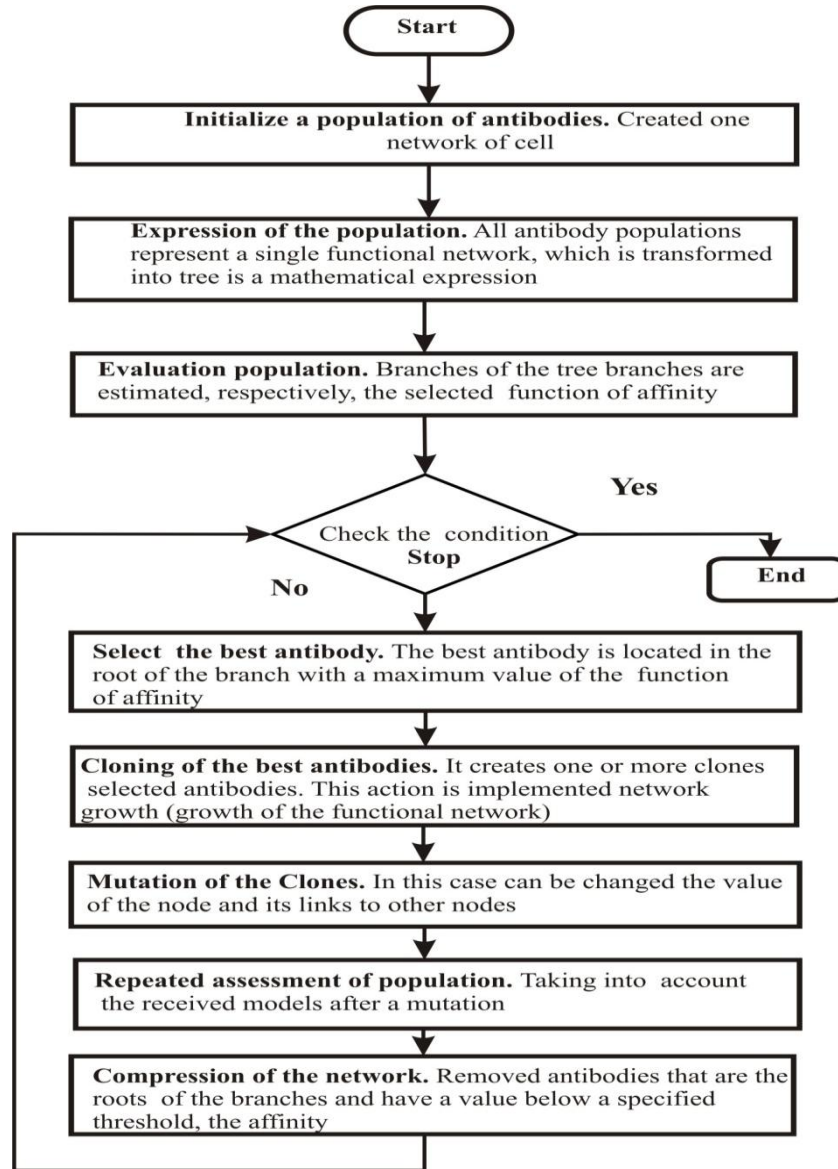 Start
Initialize a population of antibodies. Created one
network of cell
Expression of the population. All antibody populations
represent a single functional network, which is transformed
into tree is a mathematical expression
Evaluation population. Branches of the tree branches are
estimated, respectively, the selected function of affinity
Yes
Check the condition
Stop
End
No
Select the best antibody. The best antibody is located in the
root of the branch with a maximum value of the function
of affinity
Cloning of the best antibodies. It creates one or more clones
selected antibodies. This action is implemented network
growth (growth of the functional network)
Mutation of the Clones. In this case can be changed the value
of the node and its links to other nodes
Repeated assessment of population. Taking into account
the received models after a mutation
Compression of the network. Removed antibodies that are the
roots of the branches and have a value below a specified
threshold, the affinity